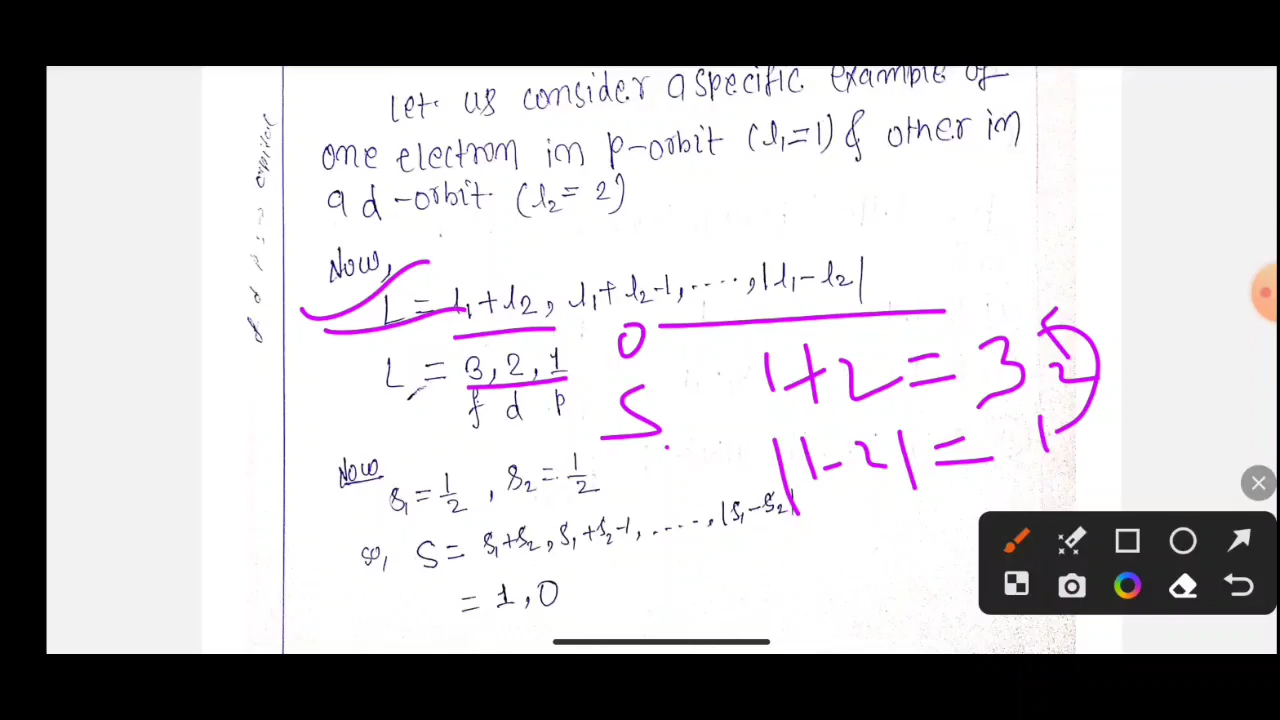 Let us consider a specific example of
one electron in p-orbit (l₁=1) & other in
a d-orbit (l₂= 2)
Now,
L = l₁+l₂, l₁+l₂-1,....,|l₁-l₂|
L = 3, 2, 1 0
f d p S
1+2=3 2
|1-2|= 1
Now
s₁=1/2, s₂=1/2
so, S = s₁+s₂, s₁+s₂-1, ....., |s₁-s₂|
= 1, 0